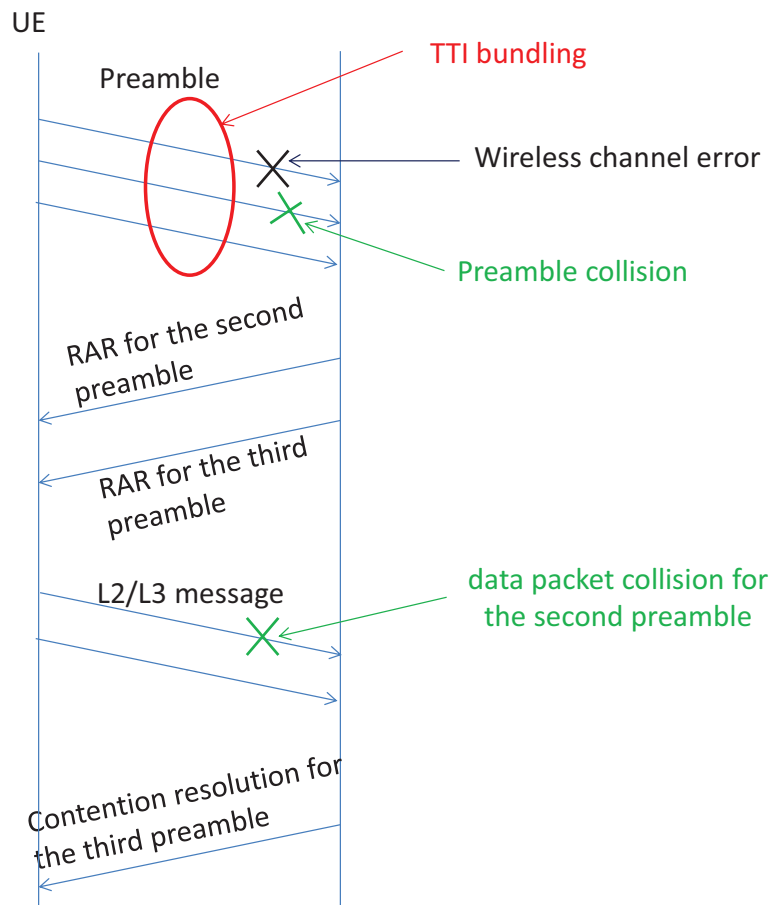 UE
TTI bundling
Preamble
Wireless channel error
Preamble collision
RAR for the second
preamble
RAR for the third
preamble
L2/L3 message
data packet collision for
the second preamble
Contention resolution for
the third preamble